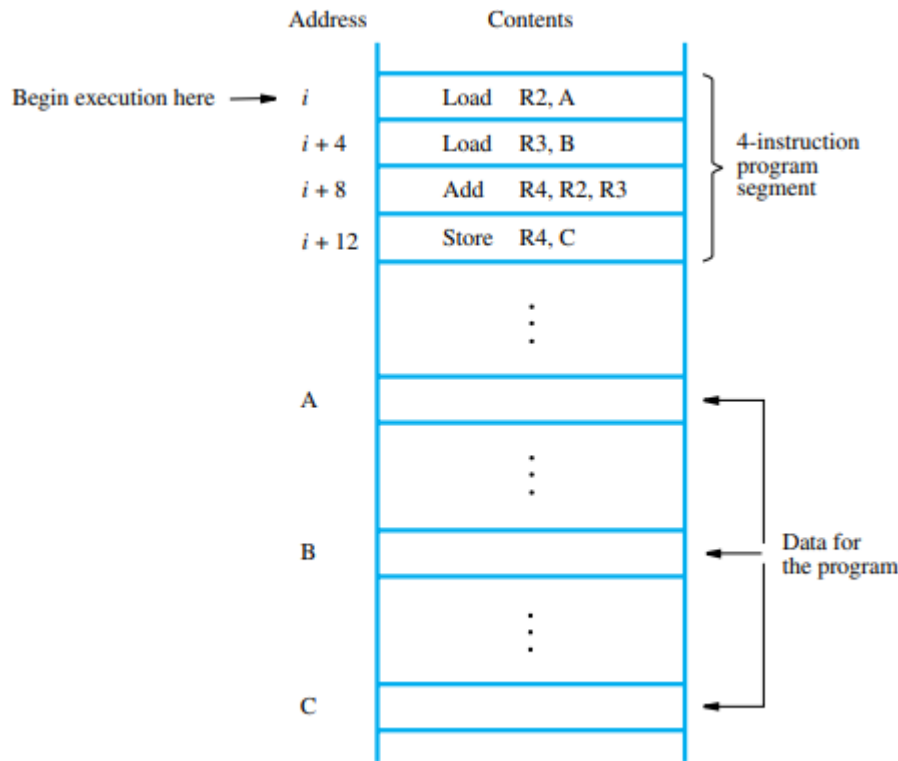 Address Contents
Begin execution here i Load R2, A
i + 4 Load R3, B
i + 8 Add R4, R2, R3
i + 12 Store R4, C
4-instruction
program
segment
A
B
Data for
the program
C